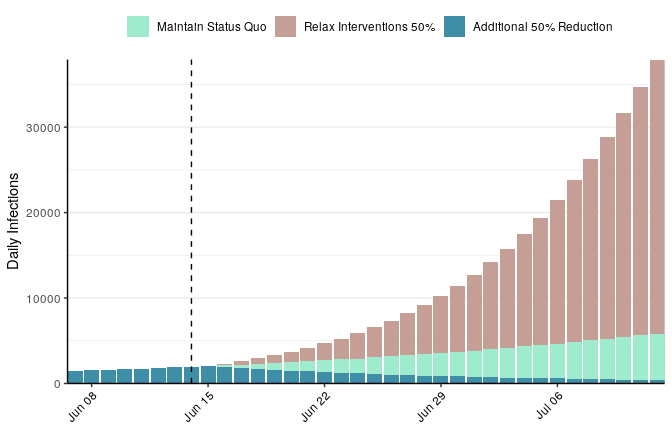 Maintain Status Quo Relax Interventions 50% Additional 50% Reduction
Daily Infections
30000
20000
10000
0
Jun 08 Jun 15 Jun 22 Jun 29 Jul 06